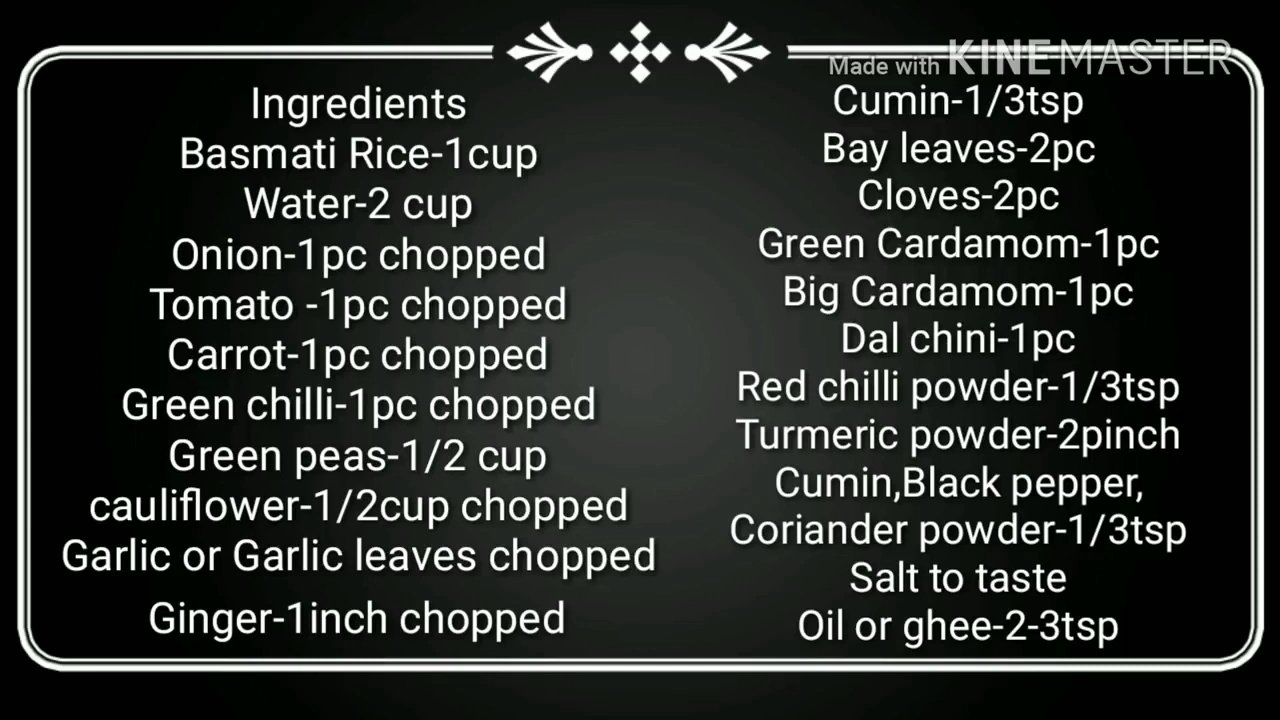 Made with KINEMASTER
Ingredients
Basmati Rice-1cup
Water-2 cup
Onion-1pc chopped
Tomato -1pc chopped
Carrot-1pc chopped
Green chilli-1pc chopped
Green peas-1/2 cup
cauliflower-1/2cup chopped
Garlic or Garlic leaves chopped
Ginger-1inch chopped
Cumin-1/3tsp
Bay leaves-2pc
Cloves-2pc
Green Cardamom-1pc
Big Cardamom-1pc
Dal chini-1pc
Red chilli powder-1/3tsp
Turmeric powder-2pinch
Cumin,Black pepper,
Coriander powder-1/3tsp
Salt to taste
Oil or ghee-2-3tsp